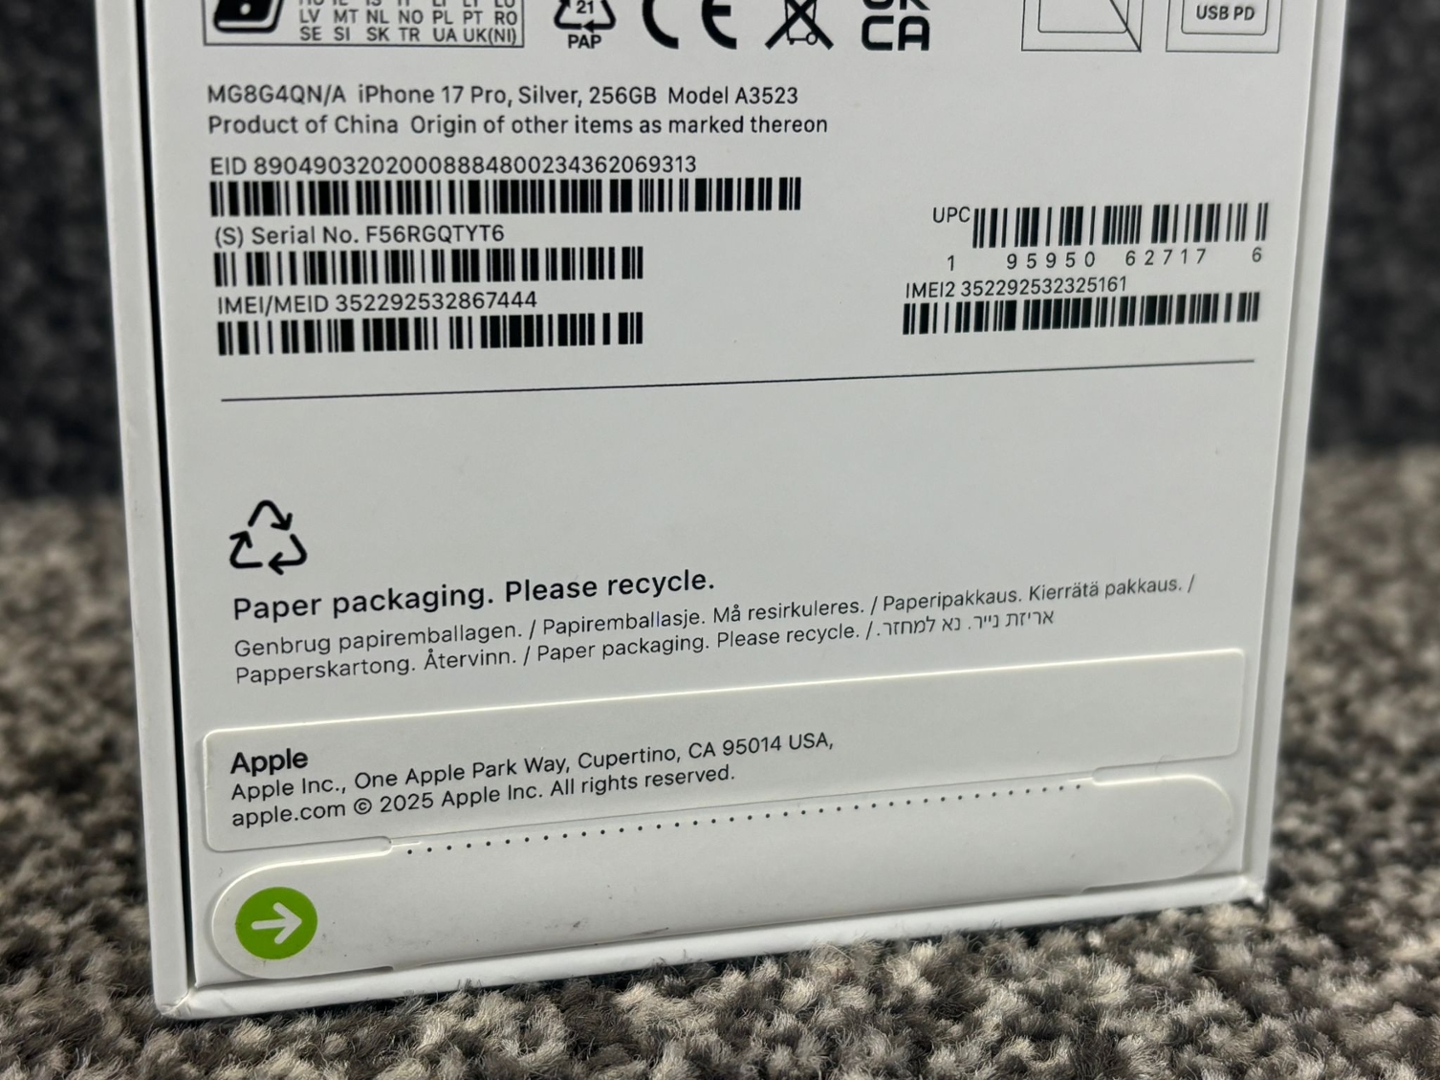 LV MT NL NO PL PT RO
SE SI SK TR UA UK(NI)
21
PAP
CE
UK
CA
USB PD
MG8G4QN/A iPhone 17 Pro, Silver, 256GB Model A3523
Product of China Origin of other items as marked thereon
EID 89049032020008884800234362069313
(S) Serial No. F56RGQTYT6
IMEI/MEID 352292532867444
UPC
1 95950 62717 6
IMEI2 352292532325161
Paper packaging. Please recycle.
Genbrug papiremballagen. / Papiremballasje. Må resirkuleres. / Paperipakkaus. Kierrätä pakkaus. /
Papperskartong. Återvinn. / Paper packaging. Please recycle. / אריזת נייר. נא למחזר.
Apple
Apple Inc., One Apple Park Way, Cupertino, CA 95014 USA,
apple.com © 2025 Apple Inc. All rights reserved.